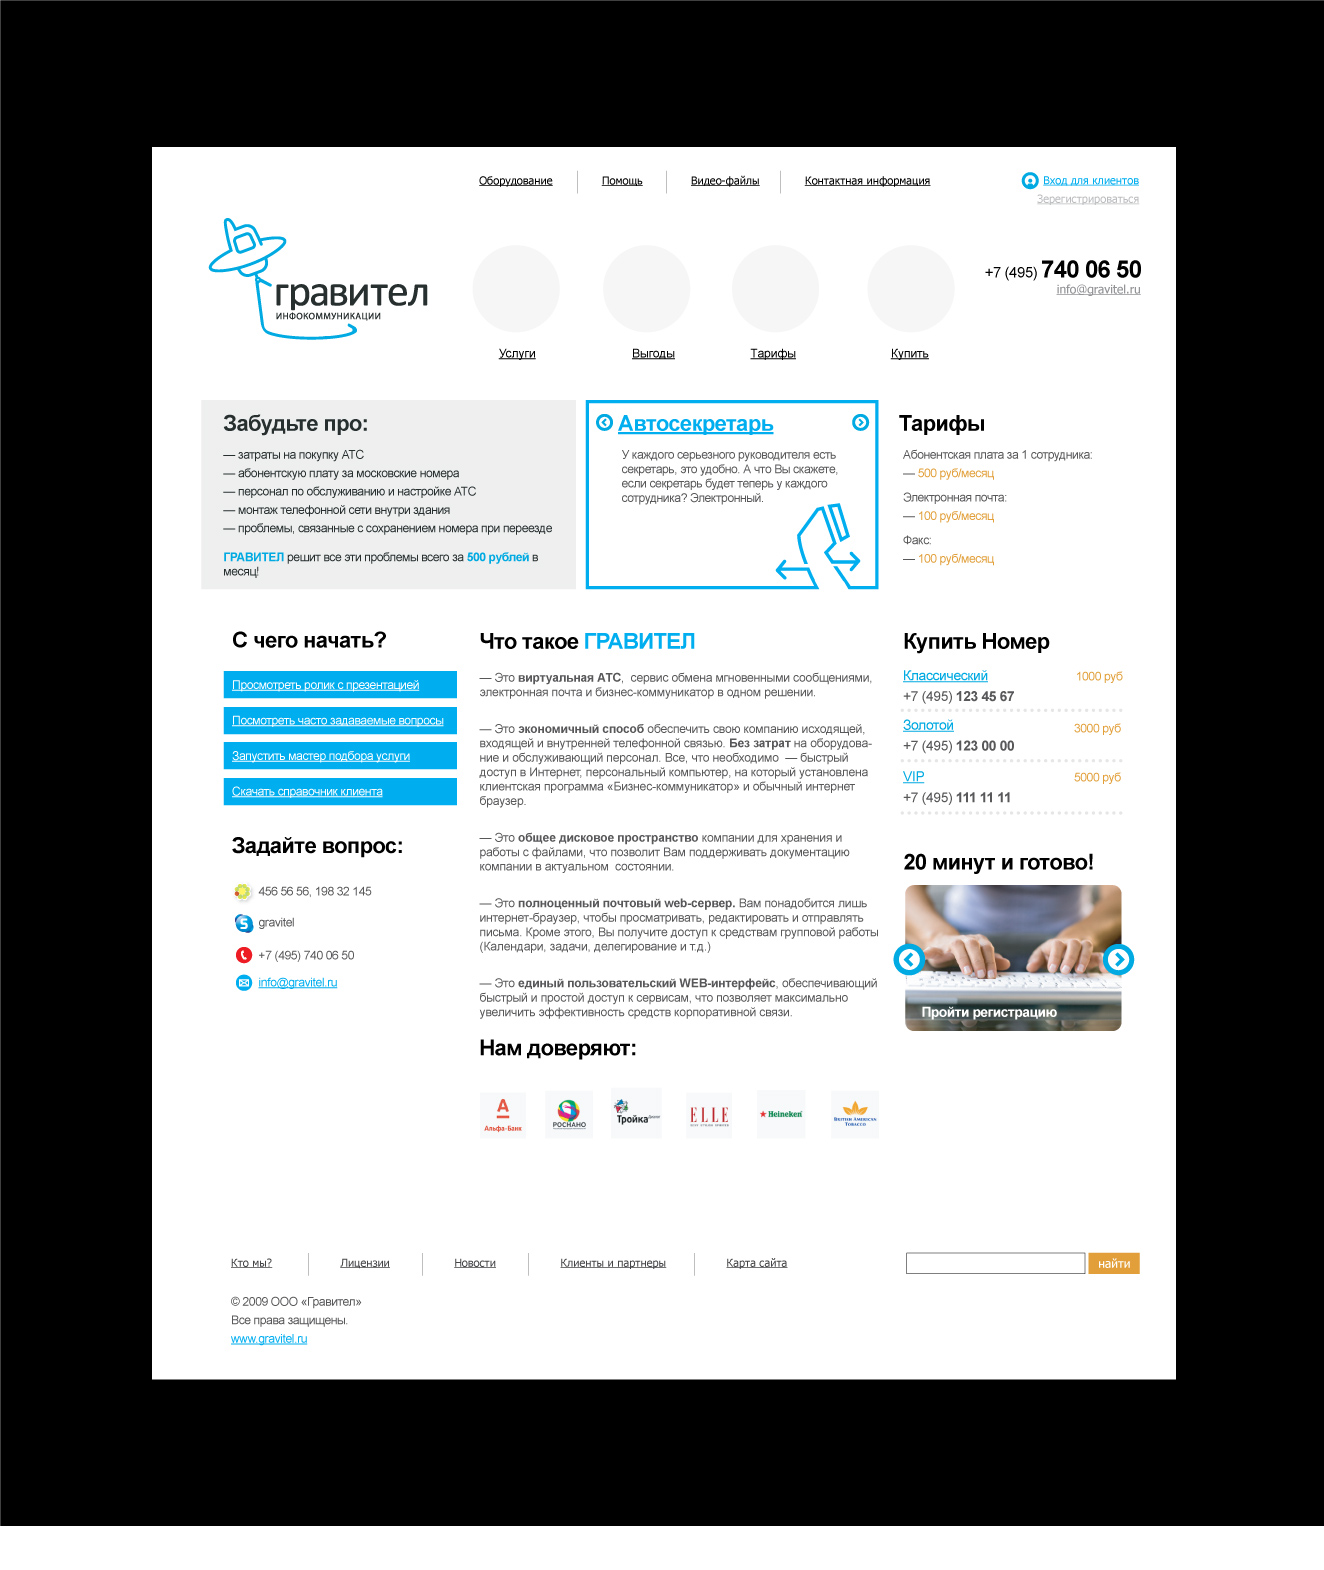 Оборудование
Помощь
Видео-файлы
Контактная информация
Вход для клиентов
Зерегистрироваться
гравител
ИНФОКОММУНИКАЦИИ
+7 (495) 740 06 50
info@gravitel.ru
Услуги
Выгоды
Тарифы
Купить
Забудьте про:
— затраты на покупку АТС
— абонентскую плату за московские номера
— персонал по обслуживанию и настройке АТС
— монтаж телефонной сети внутри здания
— проблемы, связанные с сохранением номера при переезде
ГРАВИТЕЛ решит все эти проблемы всего за 500 рублей в
месяц!
Автосекретарь
У каждого серьезного руководителя есть
секретарь, это удобно. А что Вы скажете,
если секретарь будет теперь у каждого
сотрудника? Электронный.
Тарифы
Абонентская плата за 1 сотрудника:
— 500 руб/месяц
Электронная почта:
— 100 руб/месяц
Факс:
— 100 руб/месяц
С чего начать?
Просмотреть ролик с презентацией
Посмотреть часто задаваемые вопросы
Запустить мастер подбора услуги
Скачать справочник клиента
Задайте вопрос:
456 56 56, 198 32 145
gravitel
+7 (495) 740 06 50
info@gravitel.ru
Что такое ГРАВИТЕЛ
— Это виртуальная АТС, сервис обмена мгновенными сообщениями,
электронная почта и бизнес-коммуникатор в одном решении.
— Это экономичный способ обеспечить свою компанию исходящей,
входящей и внутренней телефонной связью. Без затрат на оборудова-
ние и обслуживающий персонал. Все, что необходимо — быстрый
доступ в Интернет, персональный компьютер, на который установлена
клиентская программа «Бизнес-коммуникатор» и обычный интернет
браузер.
— Это общее дисковое пространство компании для хранения и
работы с файлами, что позволит Вам поддерживать документацию
компании в актуальном состоянии.
— Это полноценный почтовый web-сервер. Вам понадобится лишь
интернет-браузер, чтобы просматривать, редактировать и отправлять
письма. Кроме этого, Вы получите доступ к средствам групповой работы
(Календари, задачи, делегирование и т.д.)
— Это единый пользовательский WEB-интерфейс, обеспечивающий
быстрый и простой доступ к сервисам, что позволяет максимально
увеличить эффективность средств корпоративной связи.
Нам доверяют:
Альфа-Банк
РОСНАНО
Тройка
ELLE
Heineken
BRITISH AMERICAN
TOBACCO
Купить Номер
Классический 1000 руб
+7 (495) 123 45 67
Золотой 3000 руб
+7 (495) 123 00 00
VIP 5000 руб
+7 (495) 111 11 11
20 минут и готово!
Пройти регистрацию
Кто мы?
Лицензии
Новости
Клиенты и партнеры
Карта сайта
найти
© 2009 ООО «Гравител»
Все права защищены.
www.gravitel.ru